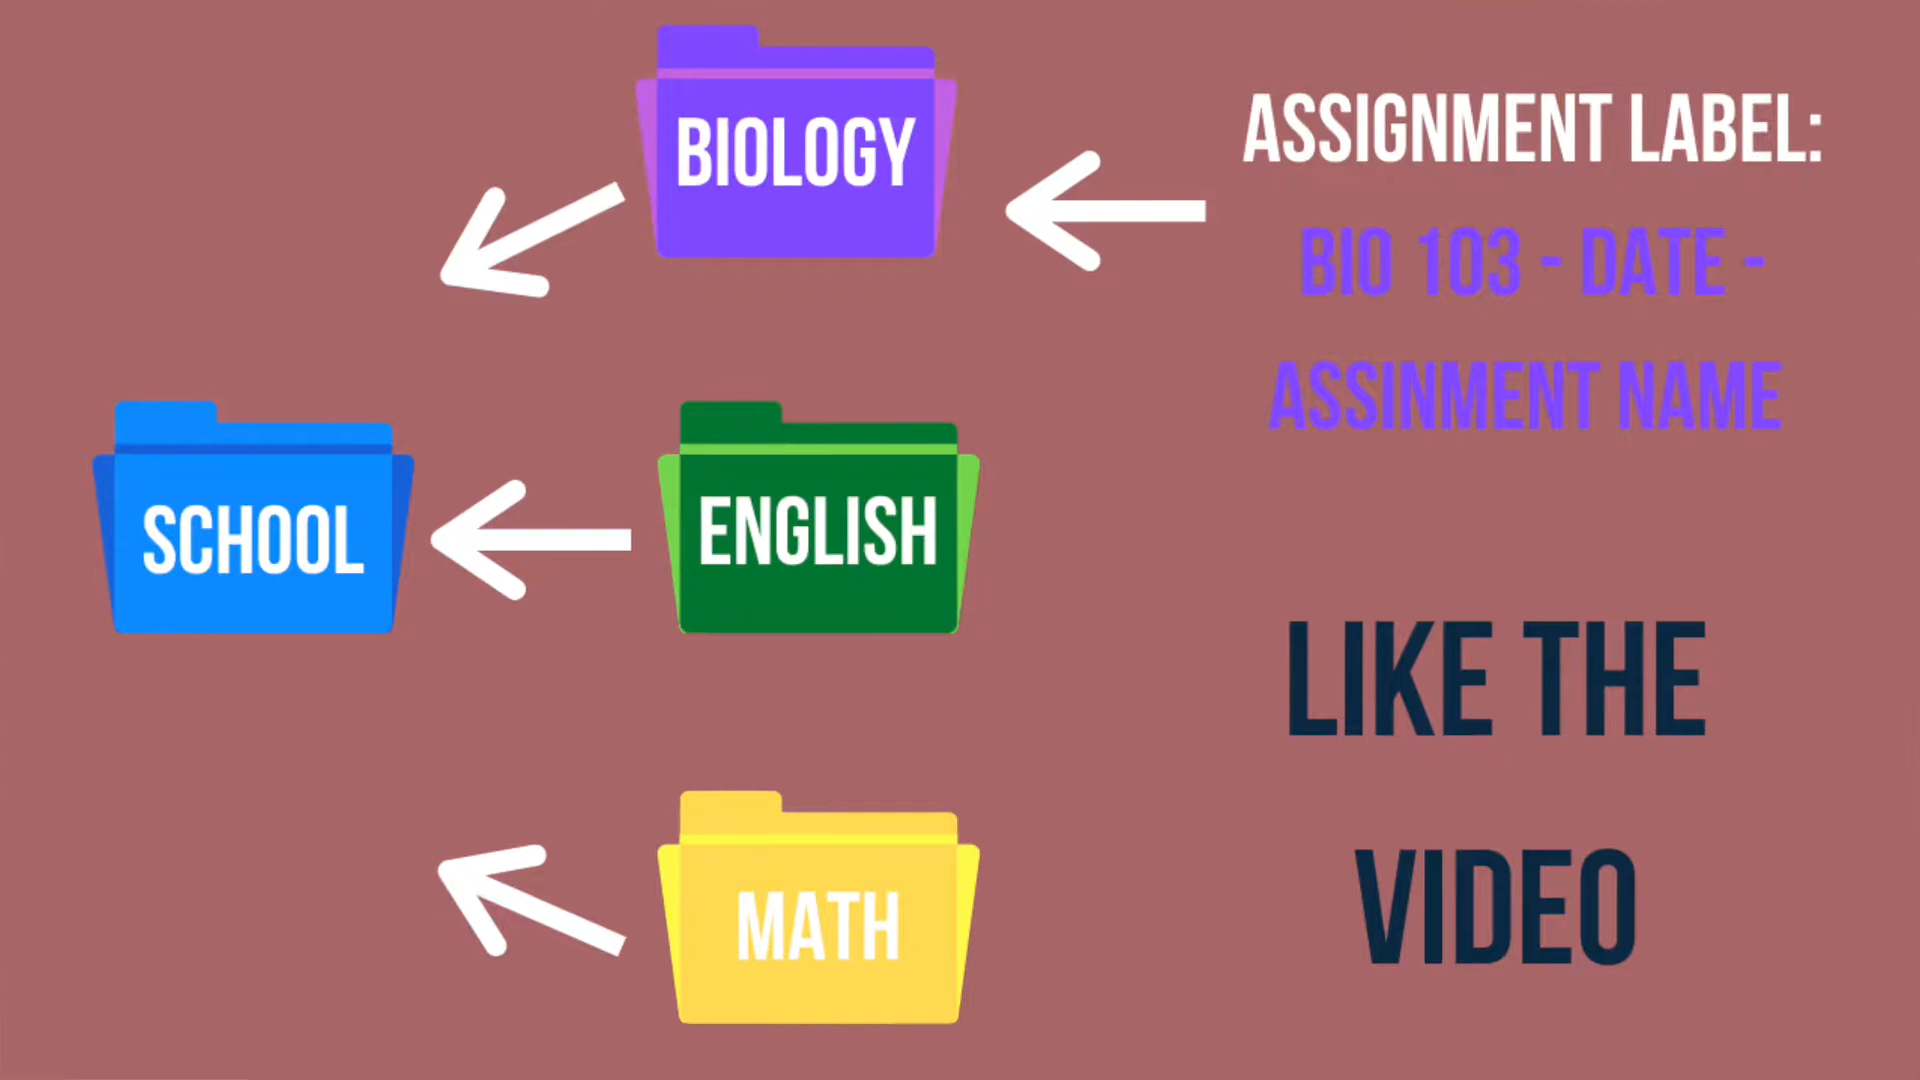 BIOLOGY
ASSIGNMENT LABEL:
BIO 103 - DATE -
ASSINMENT NAME
SCHOOL
ENGLISH
LIKE THE
VIDEO
MATH